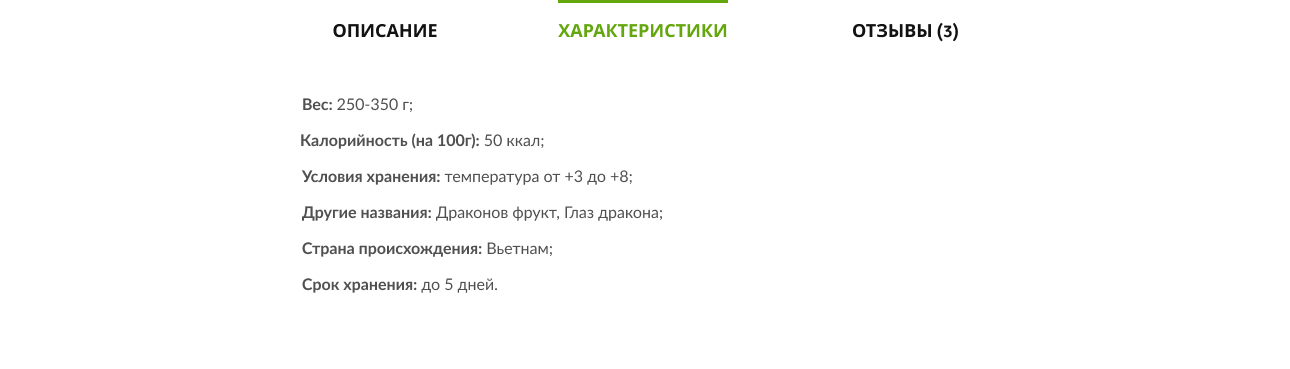 ОПИСАНИЕ ХАРАКТЕРИСТИКИ ОТЗЫВЫ (3)
Вес: 250-350 г;
Калорийность (на 100г): 50 ккал;
Условия хранения: температура от +3 до +8;
Другие названия: Драконов фрукт, Глаз дракона;
Страна происхождения: Вьетнам;
Срок хранения: до 5 дней.